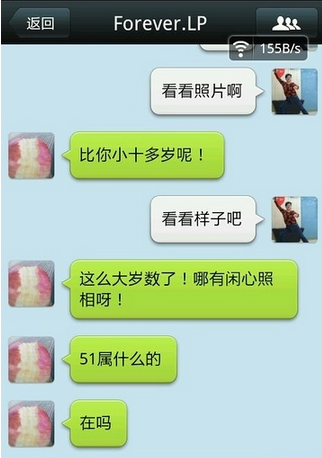 返回
Forever.LP
155B/s
看看照片啊
比你小十多岁呢！
看看样子吧
这么大岁数了！哪有闲心照
相呀！
51属什么的
在吗